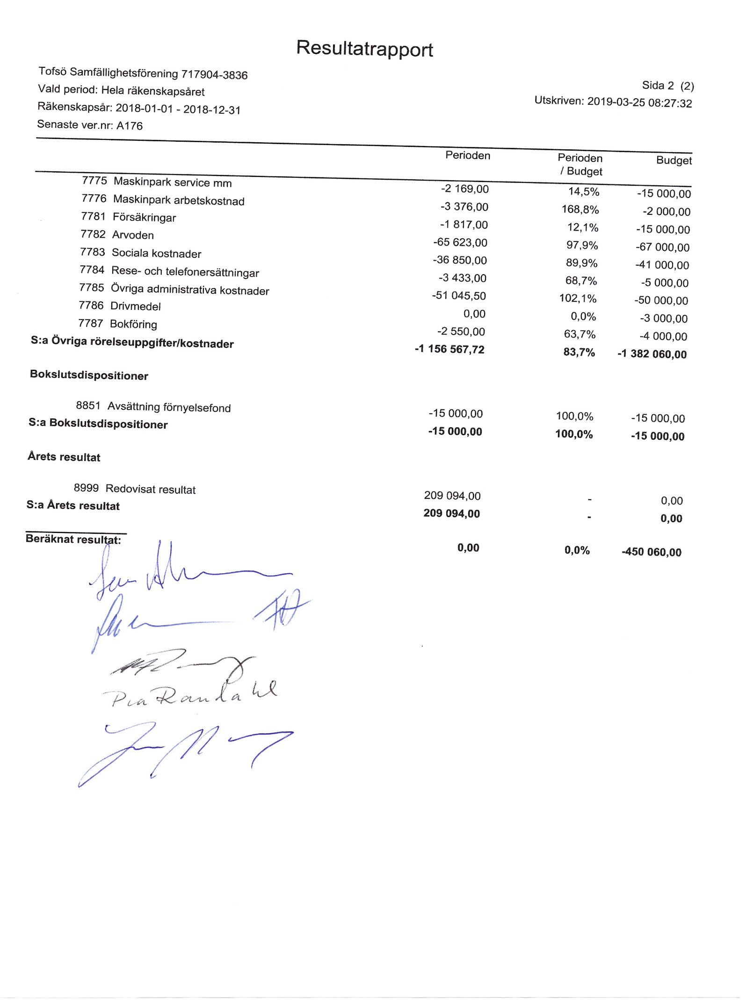 Resultatrapport
Tofsö Samfällighetsförening 717904-3836
Sida 2 (2)
Vald period: Hela räkenskapsåret
Utskriven: 2019-03-25 08:27:32
Räkenskapsår: 2018-01-01 - 2018-12-31
Senaste ver.nr: A176
Perioden Perioden / Budget Budget
7775 Maskinpark service mm -2 169,00 14,5% -15 000,00
7776 Maskinpark arbetskostnad -3 376,00 168,8% -2 000,00
7781 Försäkringar -1 817,00 12,1% -15 000,00
7782 Arvoden -65 623,00 97,9% -67 000,00
7783 Sociala kostnader -36 850,00 89,9% -41 000,00
7784 Rese- och telefonersättningar -3 433,00 68,7% -5 000,00
7785 Övriga administrativa kostnader -51 045,50 102,1% -50 000,00
7786 Drivmedel 0,00 0,0% -3 000,00
7787 Bokföring -2 550,00 63,7% -4 000,00
S:a Övriga rörelseuppgifter/kostnader -1 156 567,72 83,7% -1 382 060,00
Bokslutsdispositioner
8851 Avsättning förnyelsefond -15 000,00 100,0% -15 000,00
S:a Bokslutsdispositioner -15 000,00 100,0% -15 000,00
Årets resultat
8999 Redovisat resultat 209 094,00 - 0,00
S:a Årets resultat 209 094,00 - 0,00
Beräknat resultat: 0,00 0,0% -450 060,00
Pia Randahl